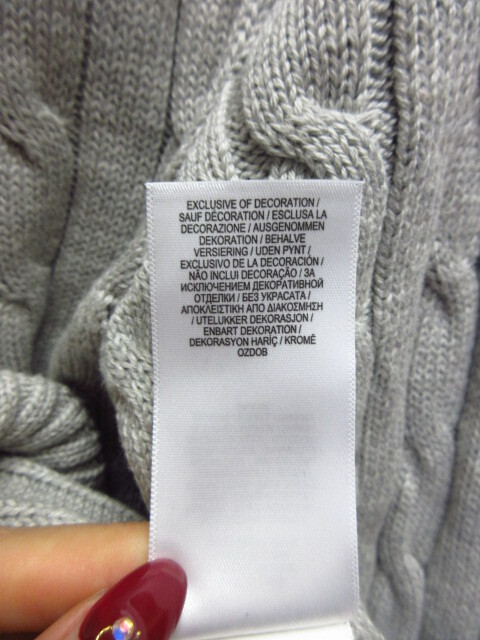 EXCLUSIVE OF DECORATION /
SAUF DÉCORATION / ESCLUSA LA
DECORAZIONE / AUSGENOMMEN
DEKORATION / BEHALVE
VERSIERING / UDEN PYNT /
EXCLUSIVO DE LA DECORACIÓN /
NÃO INCLUI DECORAÇÃO / ЗА
ИСКЛЮЧЕНИЕМ ДЕКОРАТИВНОЙ
ОТДЕЛКИ / БЕЗ УКРАСАТА /
ΑΠΟΚΛΕΙΣΤΙΚΗ ΑΠΟ ΔΙΑΚΟΣΜΗΣΗ
/ UTELUKKER DEKORASJON /
ENBART DEKORATION /
DEKORASYON HARİÇ / KROMĚ
OZDOB